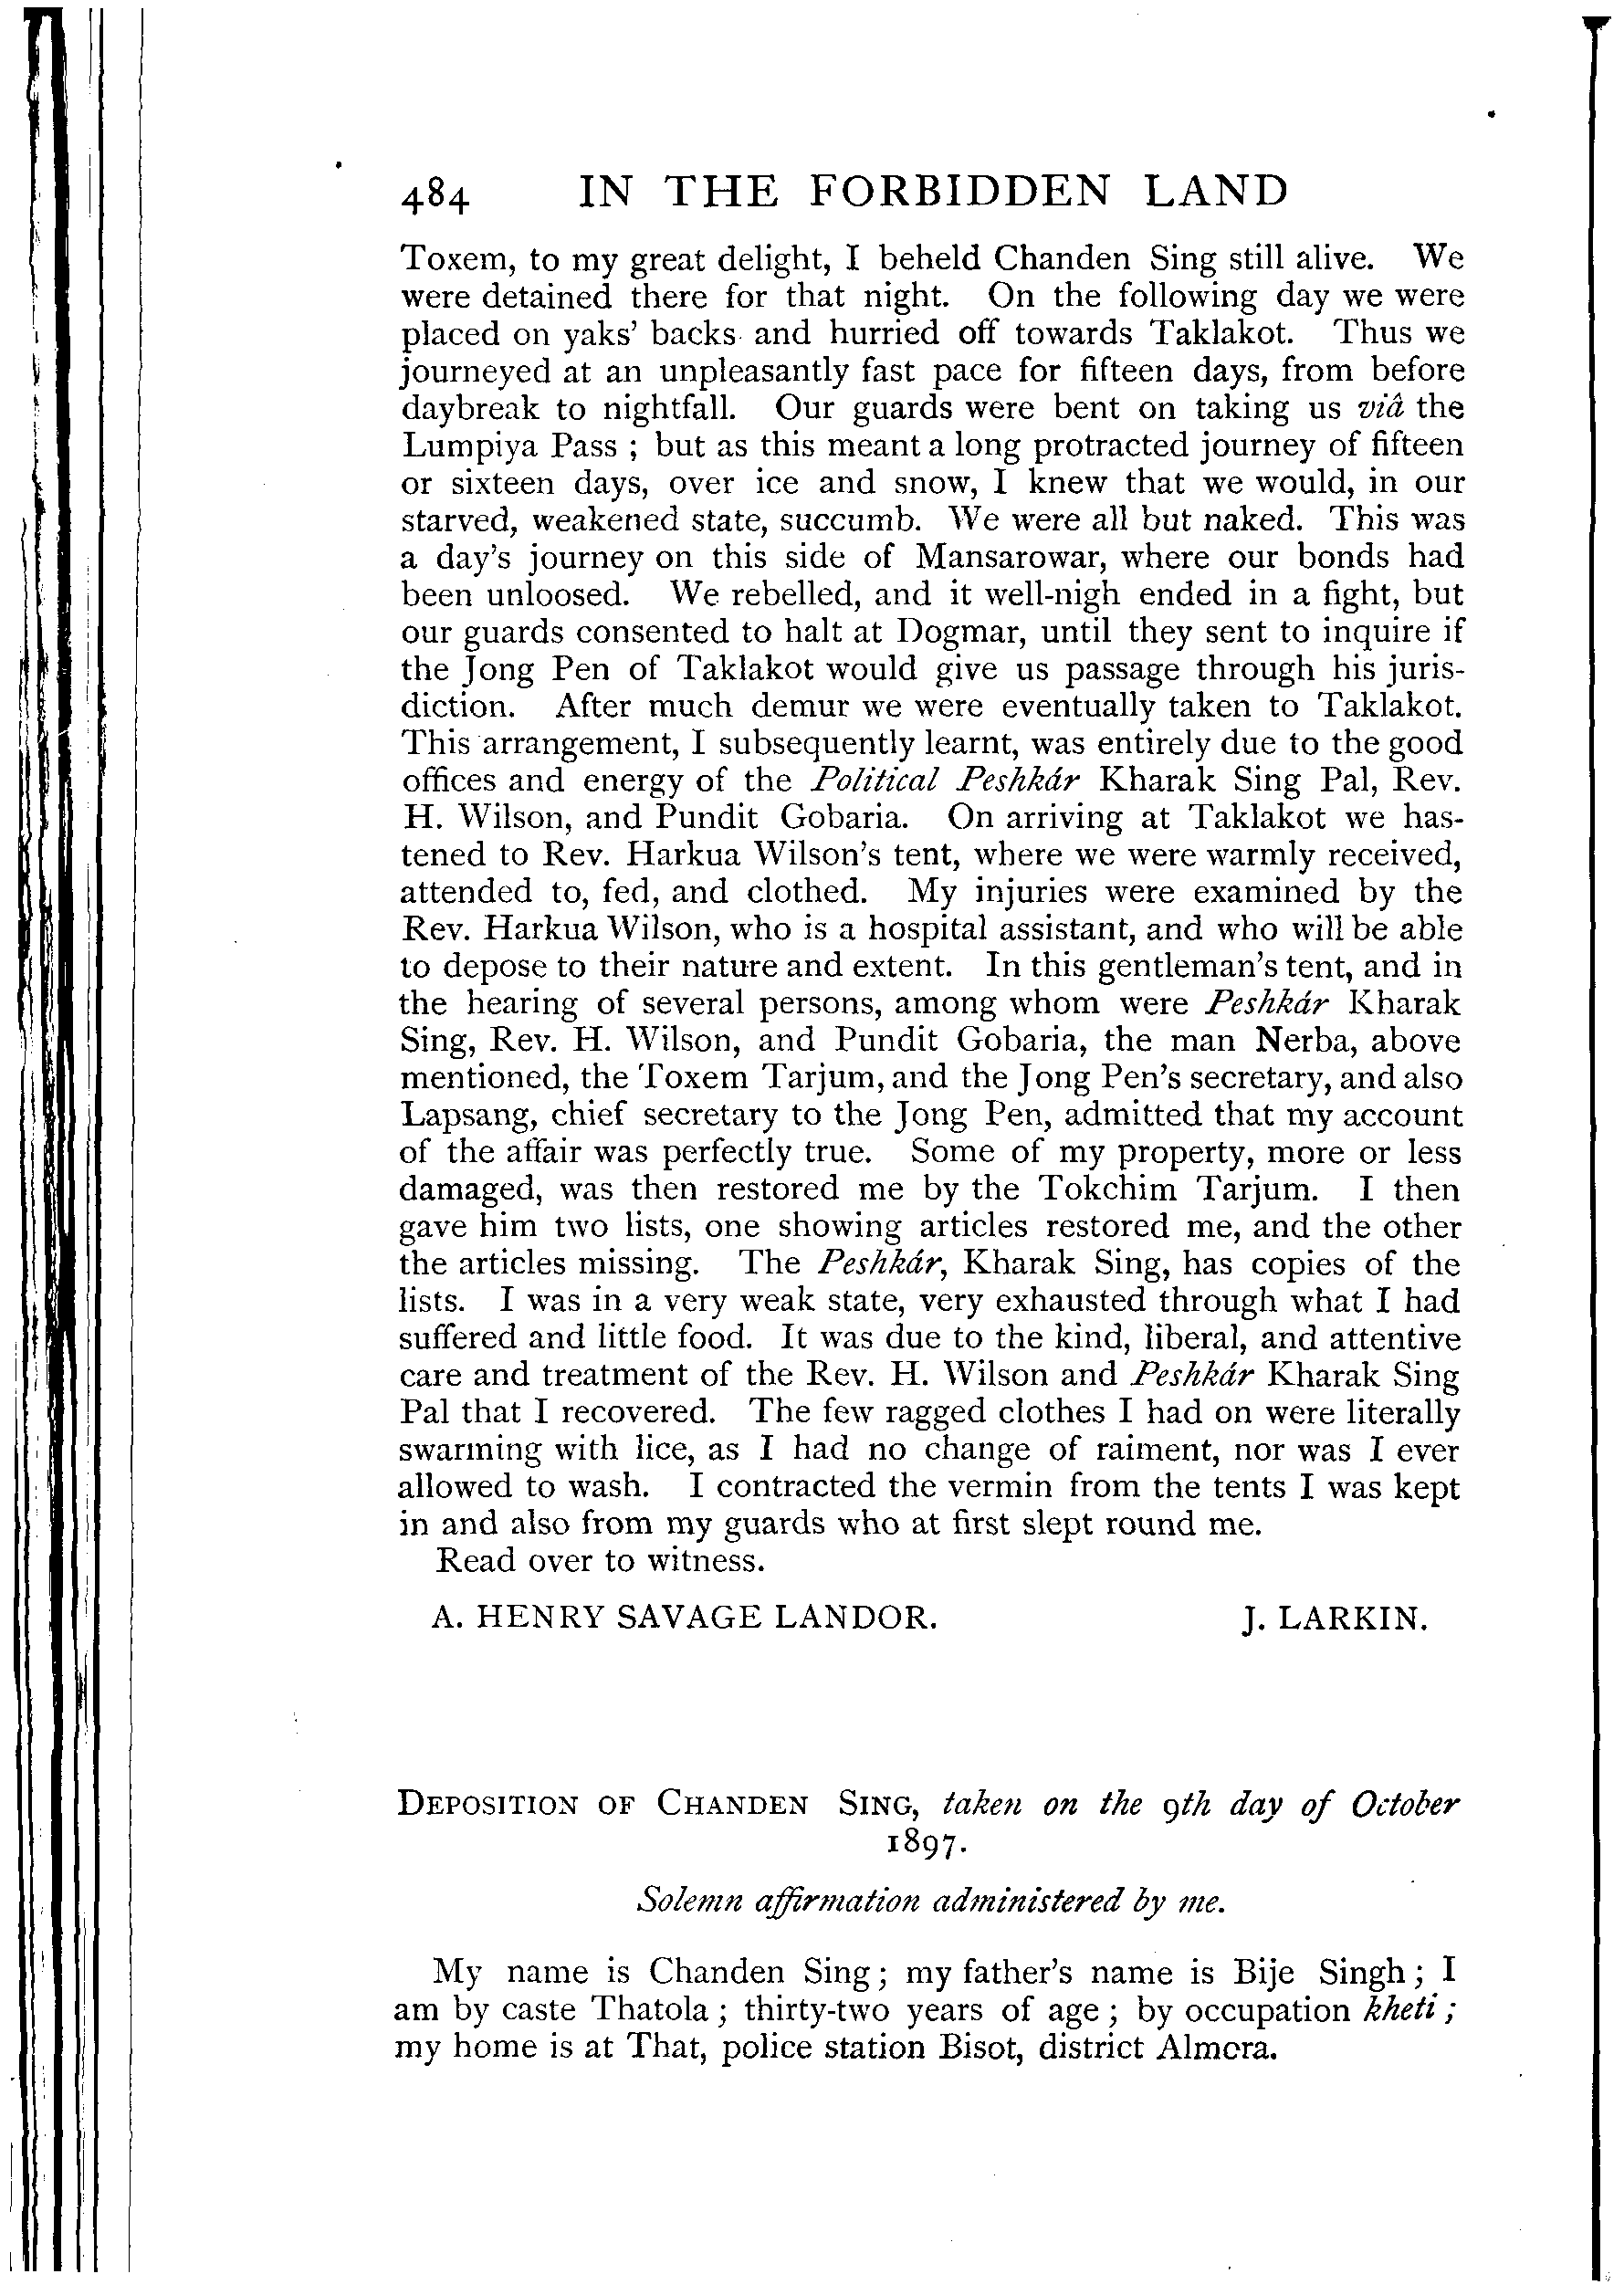 484 IN THE FORBIDDEN LAND
Toxem, to my great delight, I beheld Chanden Sing still alive. We
were detained there for that night. On the following day we were
placed on yaks' backs and hurried off towards Taklakot. Thus we
journeyed at an unpleasantly fast pace for fifteen days, from before
daybreak to nightfall. Our guards were bent on taking us viâ the
Lumpiya Pass ; but as this meant a long protracted journey of fifteen
or sixteen days, over ice and snow, I knew that we would, in our
starved, weakened state, succumb. We were all but naked. This was
a day's journey on this side of Mansarowar, where our bonds had
been unloosed. We rebelled, and it well-nigh ended in a fight, but
our guards consented to halt at Dogmar, until they sent to inquire if
the Jong Pen of Taklakot would give us passage through his juris-
diction. After much demur we were eventually taken to Taklakot.
This arrangement, I subsequently learnt, was entirely due to the good
offices and energy of the Political Peshkár Kharak Sing Pal, Rev.
H. Wilson, and Pundit Gobaria. On arriving at Taklakot we has-
tened to Rev. Harkua Wilson's tent, where we were warmly received,
attended to, fed, and clothed. My injuries were examined by the
Rev. Harkua Wilson, who is a hospital assistant, and who will be able
to depose to their nature and extent. In this gentleman's tent, and in
the hearing of several persons, among whom were Peshkár Kharak
Sing, Rev. H. Wilson, and Pundit Gobaria, the man Nerba, above
mentioned, the Toxem Tarjum, and the Jong Pen's secretary, and also
Lapsang, chief secretary to the Jong Pen, admitted that my account
of the affair was perfectly true. Some of my property, more or less
damaged, was then restored me by the Tokchim Tarjum. I then
gave him two lists, one showing articles restored me, and the other
the articles missing. The Peshkár, Kharak Sing, has copies of the
lists. I was in a very weak state, very exhausted through what I had
suffered and little food. It was due to the kind, liberal, and attentive
care and treatment of the Rev. H. Wilson and Peshkár Kharak Sing
Pal that I recovered. The few ragged clothes I had on were literally
swarming with lice, as I had no change of raiment, nor was I ever
allowed to wash. I contracted the vermin from the tents I was kept
in and also from my guards who at first slept round me.
Read over to witness.
A. HENRY SAVAGE LANDOR. J. LARKIN.
DEPOSITION OF CHANDEN SING, taken on the 9th day of October
1897.
Solemn affirmation administered by me.
My name is Chanden Sing ; my father's name is Bije Singh ; I
am by caste Thatola ; thirty-two years of age ; by occupation kheti ;
my home is at That, police station Bisot, district Almora.